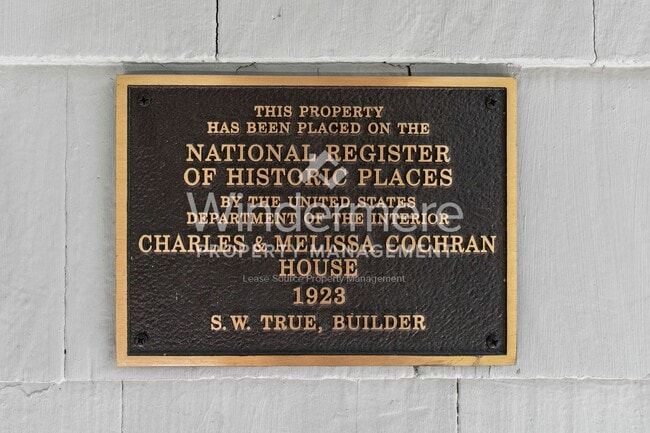 THIS PROPERTY
HAS BEEN PLACED ON THE
NATIONAL REGISTER
OF HISTORIC PLACES
BY THE UNITED STATES
DEPARTMENT OF THE INTERIOR
Windermere
CHARLES & MELISSA COCHRAN
PROPERTY MANAGEMENT
HOUSE
Lease Source Property Management
1923
S.W. TRUE, BUILDER